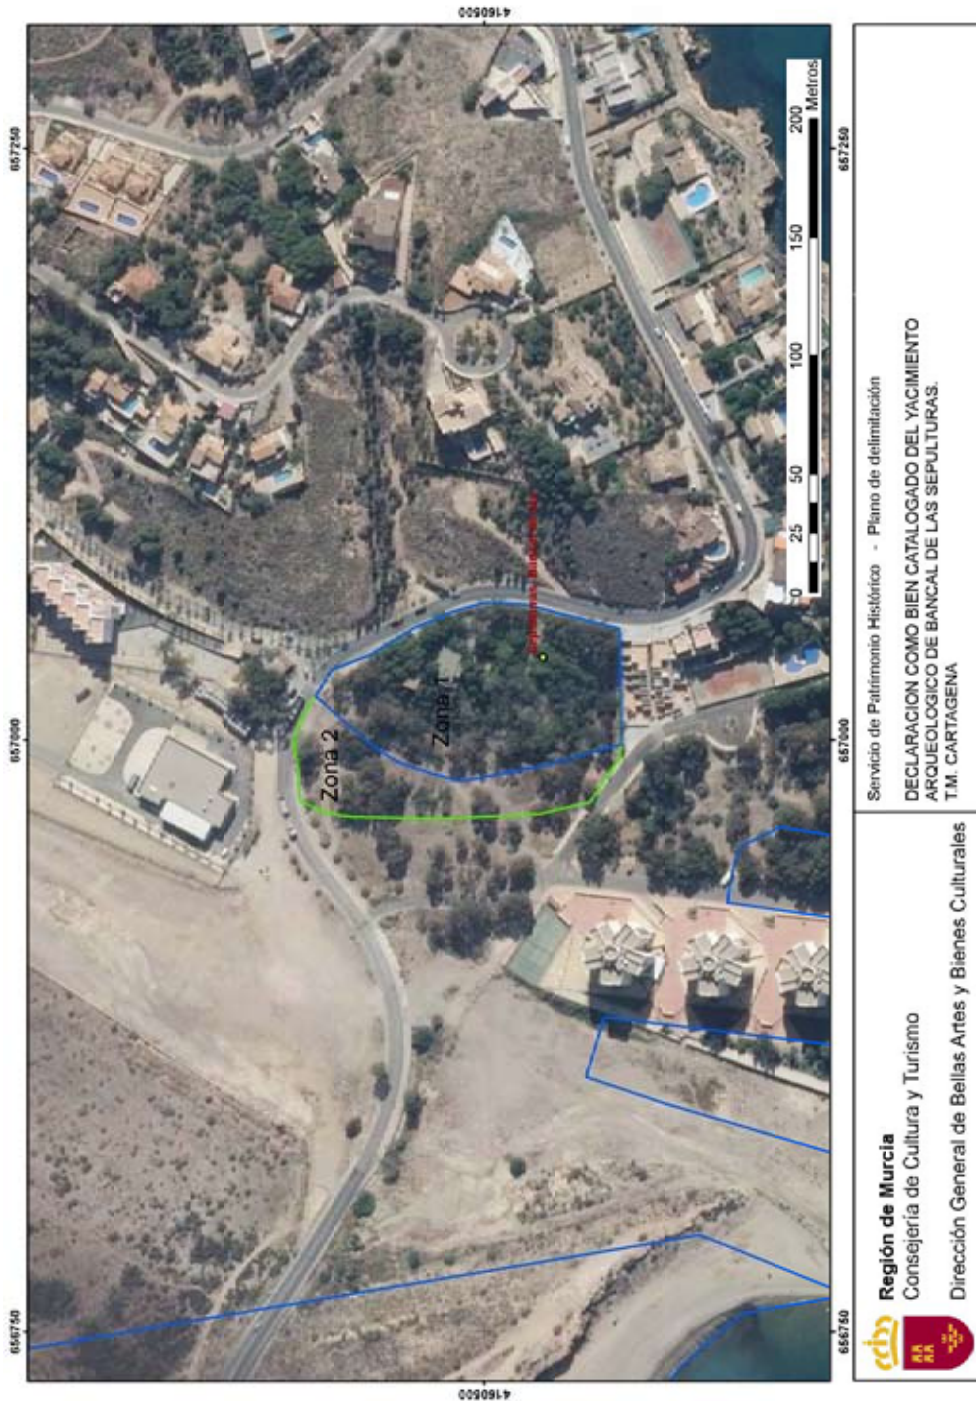 4160500
657250
657000
656750
Zona 2
Zona 1
0 25 50 100 150 200
Metros
657250
657000
656750
4160500
Región de Murcia
Consejería de Cultura y Turismo
Dirección General de Bellas Artes y Bienes Culturales
Servicio de Patrimonio Histórico - Plano de delimitación
DECLARACION COMO BIEN CATALOGADO DEL YACIMIENTO
ARQUEOLOGICO DE BANCAL DE LAS SEPULTURAS.
T.M. CARTAGENA